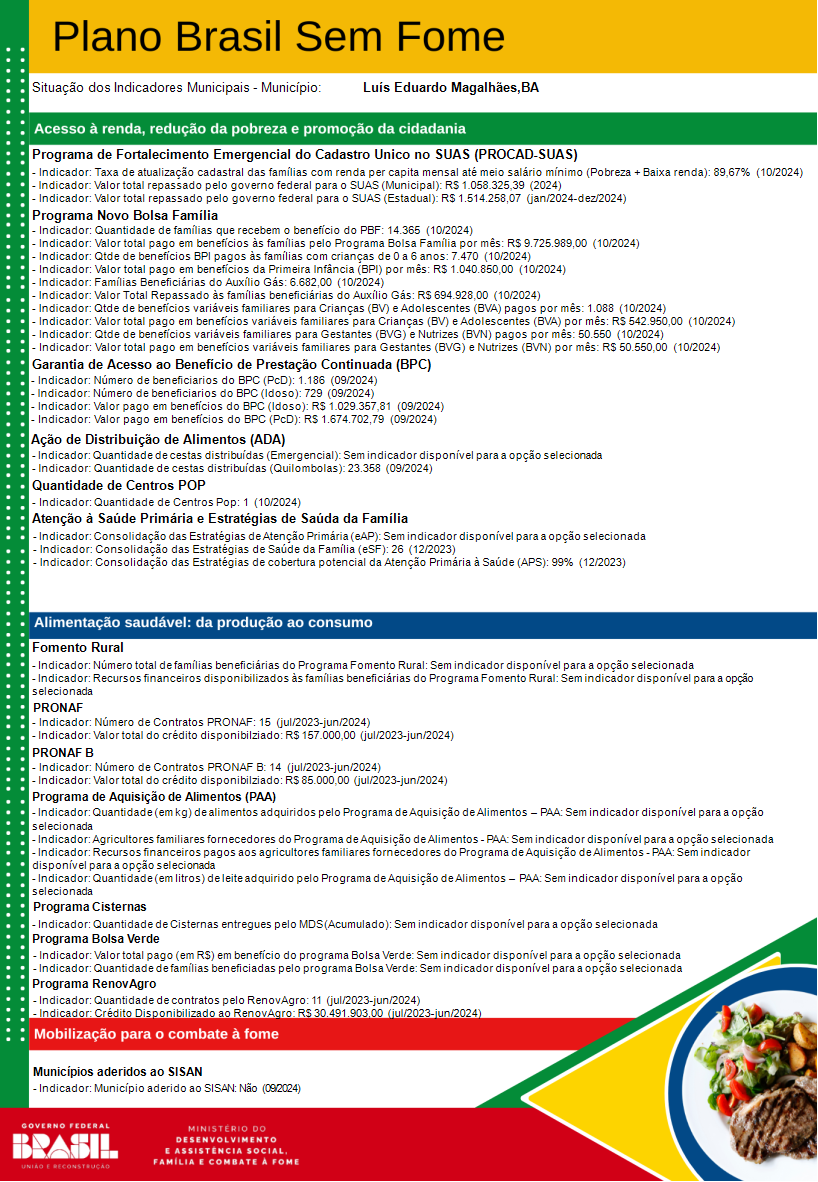 Plano Brasil Sem Fome
Situação dos Indicadores Municipais - Município: Luís Eduardo Magalhães,BA
Acesso à renda, redução da pobreza e promoção da cidadania
Programa de Fortalecimento Emergencial do Cadastro Unico no SUAS (PROCAD-SUAS)
- Indicador: Taxa de atualização cadastral das famílias com renda per capita mensal até meio salário mínimo (Pobreza + Baixa renda): 89,67% (10/2024)
- Indicador: Valor total repassado pelo governo federal para o SUAS (Municipal): R$ 1.058.325,39 (2024)
- Indicador: Valor total repassado pelo governo federal para o SUAS (Estadual): R$ 1.514.258,07 (jan/2024-dez/2024)
Programa Novo Bolsa Família
- Indicador: Quantidade de famílias que recebem o benefício do PBF: 14.365 (10/2024)
- Indicador: Valor total pago em benefícios às famílias pelo Programa Bolsa Família por mês: R$ 9.725.989,00 (10/2024)
- Indicador: Qtde de benefícios BPI pagos às famílias com crianças de 0 a 6 anos: 7.470 (10/2024)
- Indicador: Valor total pago em benefícios da Primeira Infância (BPI) por mês: R$ 1.040.850,00 (10/2024)
- Indicador: Famílias Beneficiárias do Auxílio Gás: 6.682,00 (10/2024)
- Indicador: Valor Total Repassado às famílias beneficiárias do Auxílio Gás: R$ 694.928,00 (10/2024)
- Indicador: Qtde de benefícios variáveis familiares para Crianças (BV) e Adolescentes (BVA) pagos por mês: 1.088 (10/2024)
- Indicador: Valor total pago em benefícios variáveis familiares para Crianças (BV) e Adolescentes (BVA) por mês: R$ 542.950,00 (10/2024)
- Indicador: Qtde de benefícios variáveis familiares para Gestantes (BVG) e Nutrizes (BVN) pagos por mês: 50.550 (10/2024)
- Indicador: Valor total pago em benefícios variáveis familiares para Gestantes (BVG) e Nutrizes (BVN) por mês: R$ 50.550,00 (10/2024)
Garantia de Acesso ao Benefício de Prestação Continuada (BPC)
- Indicador: Número de beneficiarios do BPC (PcD): 1.186 (09/2024)
- Indicador: Número de beneficiarios do BPC (Idoso): 729 (09/2024)
- Indicador: Valor pago em benefícios do BPC (Idoso): R$ 1.029.357,81 (09/2024)
- Indicador: Valor pago em benefícios do BPC (PcD): R$ 1.674.702,79 (09/2024)
Ação de Distribuição de Alimentos (ADA)
- Indicador: Quantidade de cestas distribuídas (Emergencial): Sem indicador disponível para a opção selecionada
- Indicador: Quantidade de cestas distribuídas (Quilombolas): 23.358 (09/2024)
Quantidade de Centros POP
- Indicador: Quantidade de Centros Pop: 1 (10/2024)
Atenção à Saúde Primária e Estratégias de Saúda da Família
- Indicador: Consolidação das Estratégias de Atenção Primária (eAP): Sem indicador disponível para a opção selecionada
- Indicador: Consolidação das Estratégias de Saúde da Família (eSF): 26 (12/2023)
- Indicador: Consolidação das Estratégias de cobertura potencial da Atenção Primária à Saúde (APS): 99% (12/2023)
Alimentação saudável: da produção ao consumo
Fomento Rural
- Indicador: Número total de famílias beneficiárias do Programa Fomento Rural: Sem indicador disponível para a opção selecionada
- Indicador: Recursos financeiros disponibilizados às famílias beneficiárias do Programa Fomento Rural: Sem indicador disponível para a opção
selecionada
PRONAF
- Indicador: Número de Contratos PRONAF: 15 (jul/2023-jun/2024)
- Indicador: Valor total do crédito disponibilziado: R$ 157.000,00 (jul/2023-jun/2024)
PRONAF B
- Indicador: Número de Contratos PRONAF B: 14 (jul/2023-jun/2024)
- Indicador: Valor total do crédito disponibilziado: R$ 85.000,00 (jul/2023-jun/2024)
Programa de Aquisição de Alimentos (PAA)
- Indicador: Quantidade (em kg) de alimentos adquiridos pelo Programa de Aquisição de Alimentos – PAA: Sem indicador disponível para a opção
selecionada
- Indicador: Agricultores familiares fornecedores do Programa de Aquisição de Alimentos - PAA: Sem indicador disponível para a opção selecionada
- Indicador: Recursos financeiros pagos aos agricultores familiares fornecedores do Programa de Aquisição de Alimentos - PAA: Sem indicador
disponível para a opção selecionada
- Indicador: Quantidade (em litros) de leite adquirido pelo Programa de Aquisição de Alimentos – PAA: Sem indicador disponível para a opção
selecionada
Programa Cisternas
- Indicador: Quantidade de Cisternas entregues pelo MDS (Acumulado): Sem indicador disponível para a opção selecionada
Programa Bolsa Verde
- Indicador: Valor total pago (em R$) em benefício do programa Bolsa Verde: Sem indicador disponível para a opção selecionada
- Indicador: Quantidade de famílias beneficiadas pelo programa Bolsa Verde: Sem indicador disponível para a opção selecionada
Programa RenovAgro
- Indicador: Quantidade de contratos pelo RenovAgro: 11 (jul/2023-jun/2024)
- Indicador: Crédito Disponibilizado ao RenovAgro: R$ 30.491.903,00 (jul/2023-jun/2024)
Mobilização para o combate à fome
Municípios aderidos ao SISAN
- Indicador: Município aderido ao SISAN: Não (09/2024)
GOVERNO FEDERAL
BRASIL
UNIÃO E RECONSTRUÇÃO
MINISTÉRIO DO
DESENVOLVIMENTO
E ASSISTÊNCIA SOCIAL,
FAMÍLIA E COMBATE À FOME